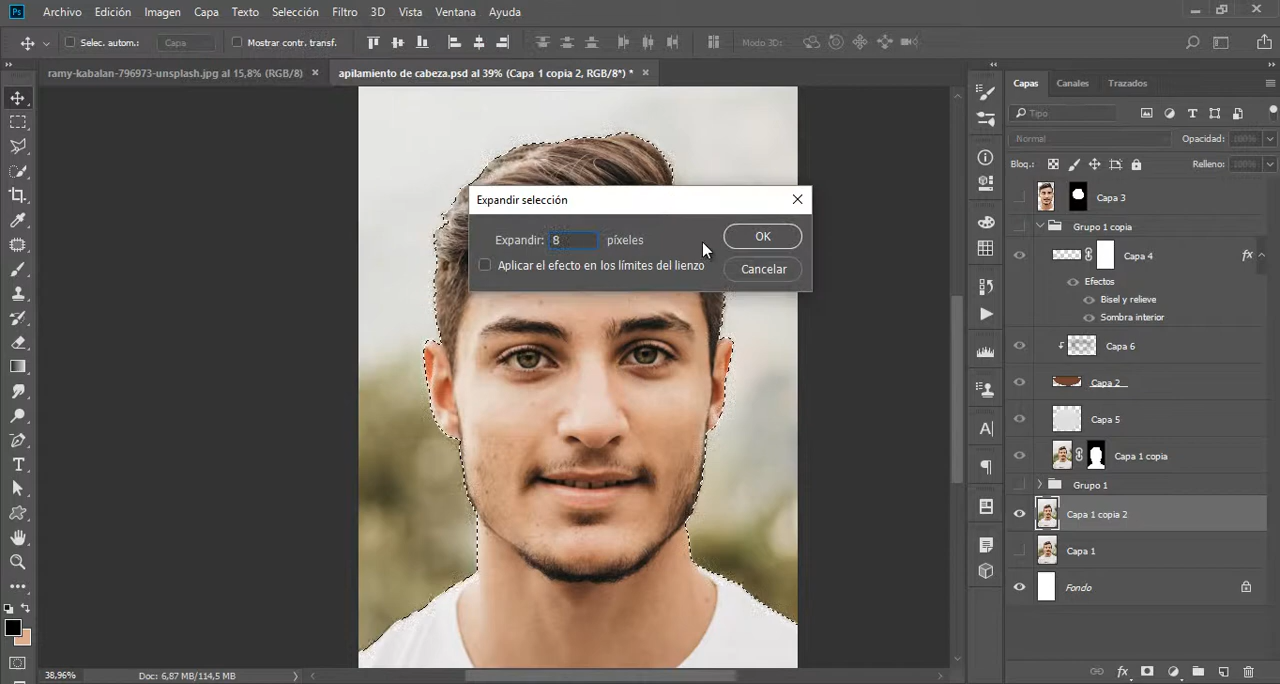 Ps Archivo Edición Imagen Capa Texto Selección Filtro 3D Vista Ventana Ayuda
Selec. autom.: Capa Mostrar contr. transf. Modo 3D:
ramy-kabalan-796973-unsplash.jpg al 15,8% (RGB/8) × apilamiento de cabeza.psd al 39% (Capa 1 copia 2, RGB/8*) * ×
Capas Canales Trazados
Tipo
Normal Opacidad: 100%
Bloq.: Relleno: 100%
Capa 3
Grupo 1 copia
Capa 4 fx
Efectos
Bisel y relieve
Sombra interior
Capa 6
Capa 2
Capa 5
Capa 1 copia
Grupo 1
Capa 1 copia 2
Capa 1
Fondo
Expandir selección
Expandir: 8 píxeles
OK
Aplicar el efecto en los límites del lienzo
Cancelar
38,96% Doc: 6,87 MB/114,5 MB